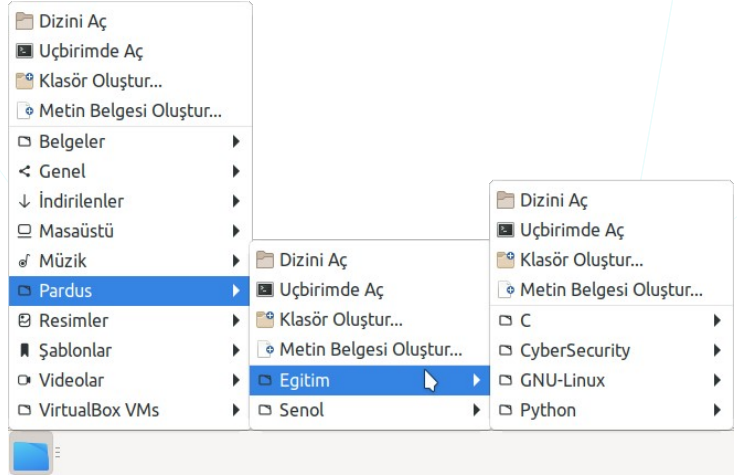 Dizini Aç
Uçbirimde Aç
Klasör Oluştur...
Metin Belgesi Oluştur...
Belgeler
Genel
İndirilenler
Masaüstü
Müzik
Pardus
Resimler
Şablonlar
Videolar
VirtualBox VMs
Dizini Aç
Uçbirimde Aç
Klasör Oluştur...
Metin Belgesi Oluştur...
Egitim
Senol
Dizini Aç
Uçbirimde Aç
Klasör Oluştur...
Metin Belgesi Oluştur...
C
CyberSecurity
GNU-Linux
Python